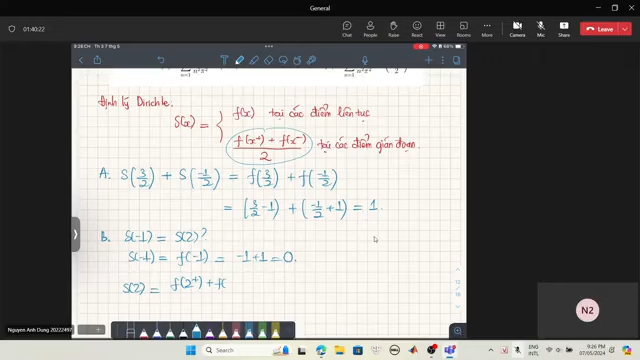 General
01:40:22
Chat
People
Raise
React
View
Rooms
More
Camera
Mic
Share
Leave
9:26 CH Th 3 7 thg 5
66%
Định lý Dirichle.
S(x) = { f(x) tại các điểm liên tục
(f(x⁺) + f(x⁻))/2 tại các điểm gián đoạn.
A. S(3/2) + S(-1/2) = f(3/2) + f(-1/2)
= (3/2 - 1) + (-1/2 + 1) = 1.
B. S(-1) = S(2)?
S(-1) = f(-1) = -1 + 1 = 0.
S(2) = f(2⁺) + f(
Nguyen Anh Dung 20222497
N2
Search
ENG
INTL
9:26 PM
07/05/2024